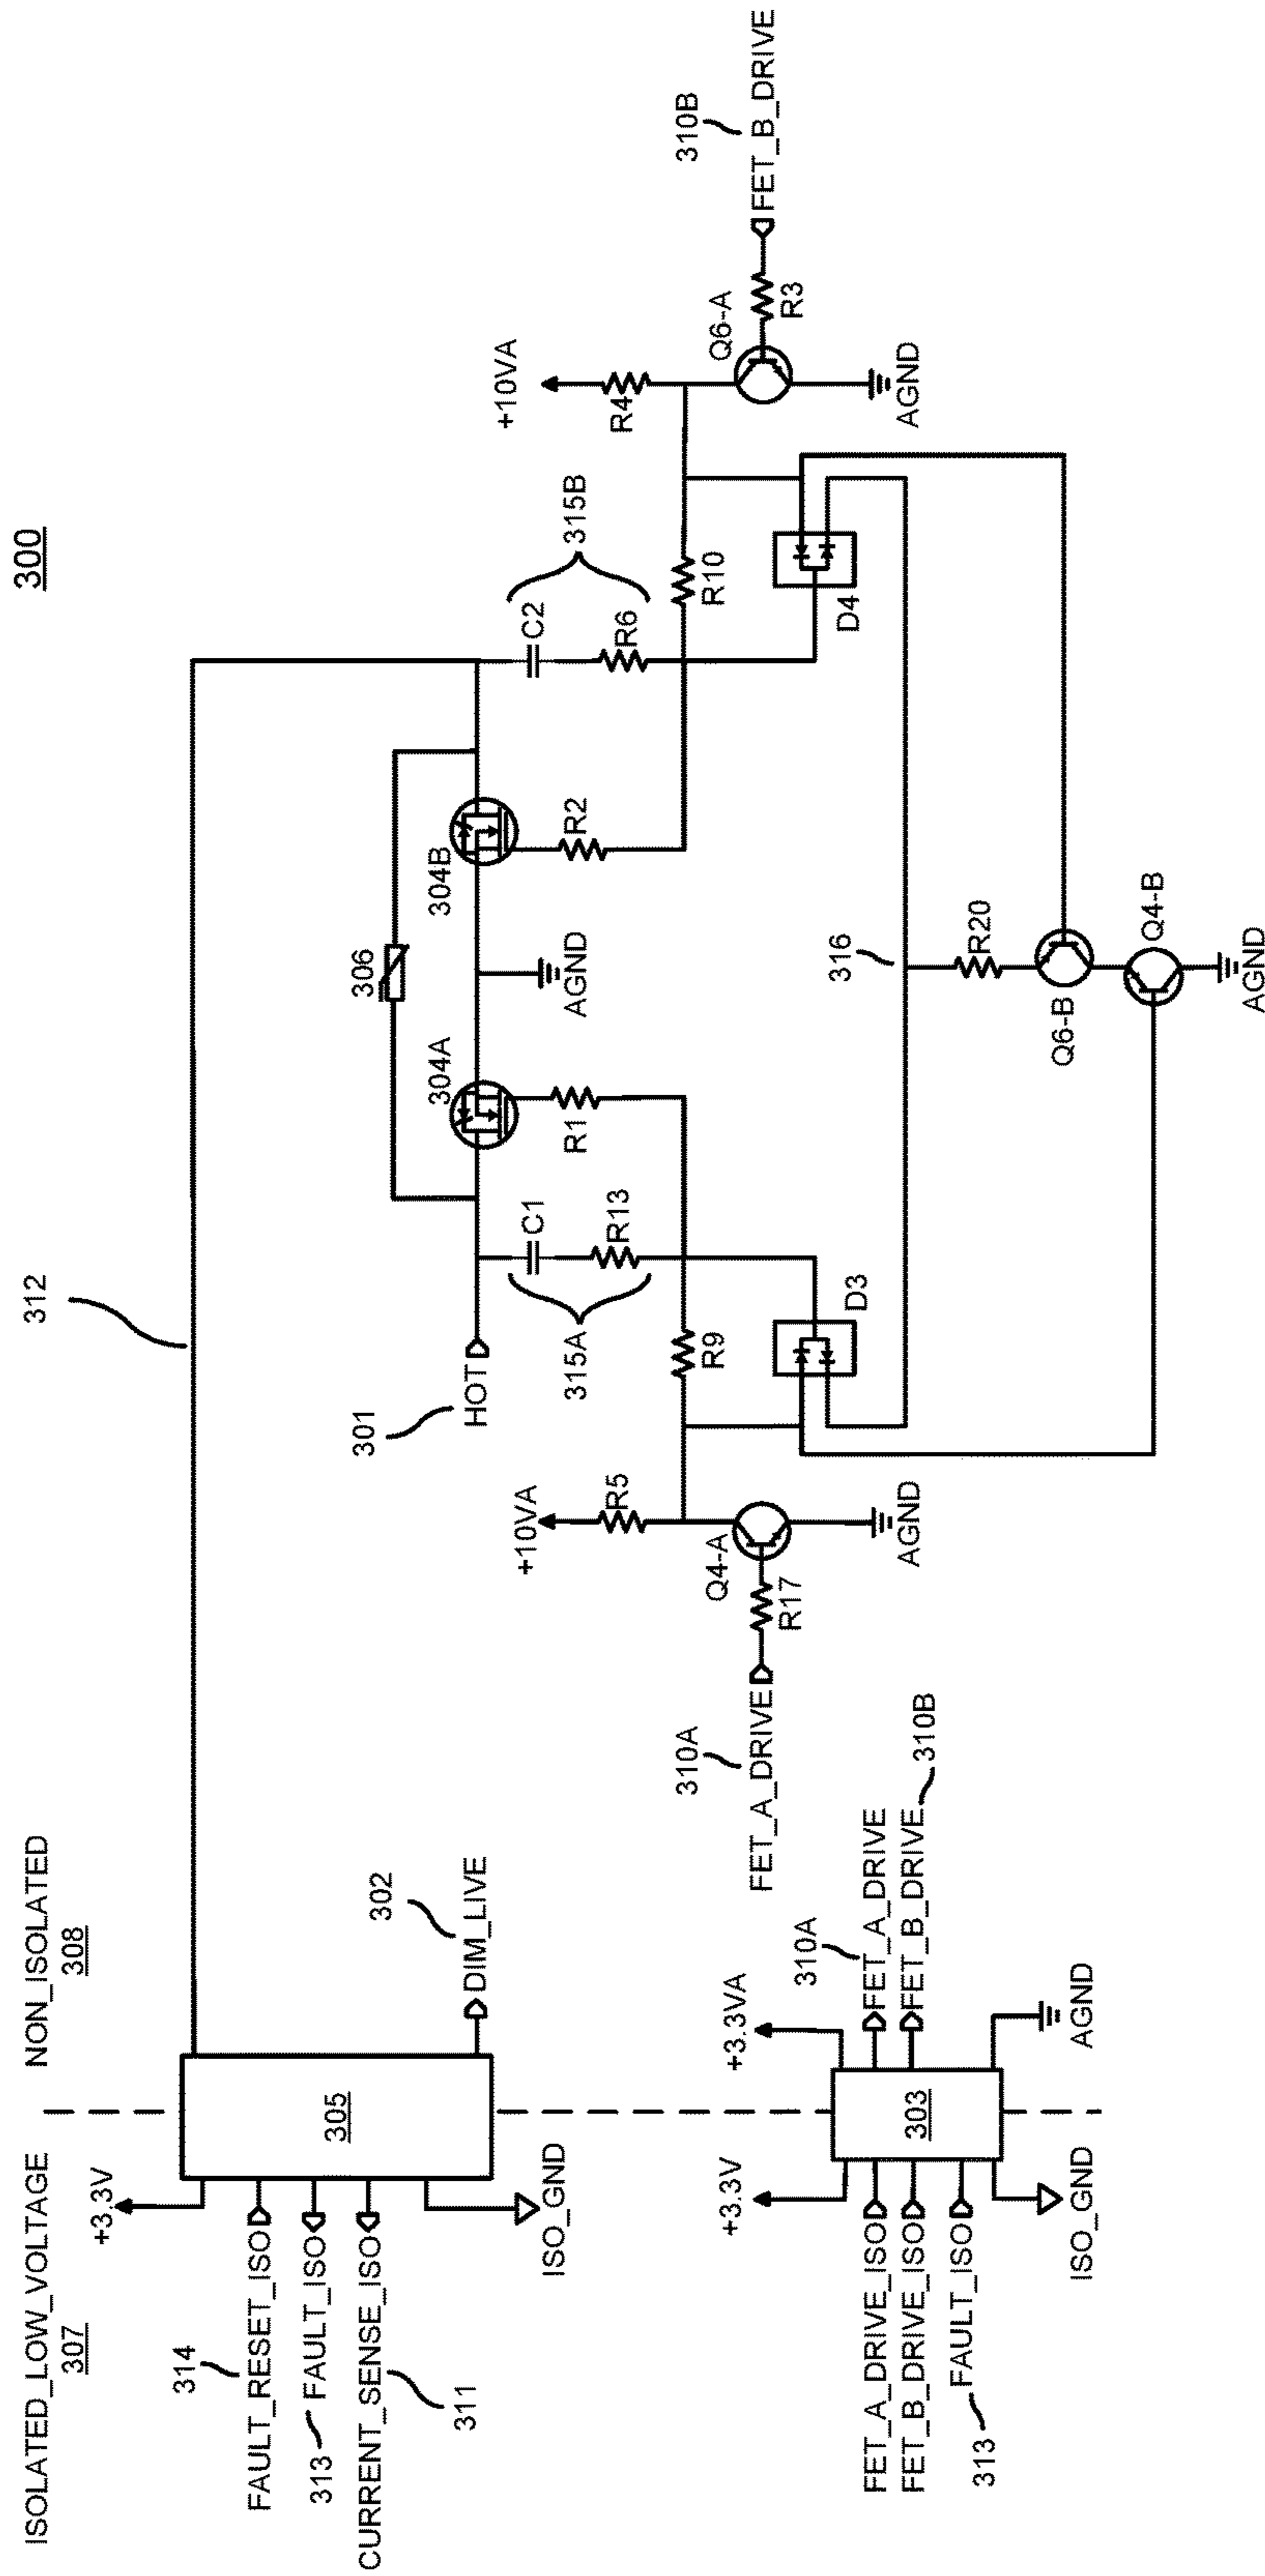 300
ISOLATED_LOW_VOLTAGE
307
NON_ISOLATED
308
312
+3.3V
314
FAULT_RESET_ISO
313
FAULT_ISO
CURRENT_SENSE_ISO
311
ISO_GND
305
302
DIM_LIVE
301
HOT
306
304A
304B
AGND
C1
R13
315A
R1
R2
C2
R6
315B
+10VA
R5
R9
R10
+10VA
R4
310A
FET_A_DRIVE
R17
Q4-A
AGND
D3
D4
Q6-A
R3
310B
FET_B_DRIVE
AGND
316
R20
Q6-B
Q4-B
AGND
+3.3V
FET_A_DRIVE_ISO
FET_B_DRIVE_ISO
FAULT_ISO
313
ISO_GND
303
+3.3VA
310A
FET_A_DRIVE
FET_B_DRIVE
310B
AGND